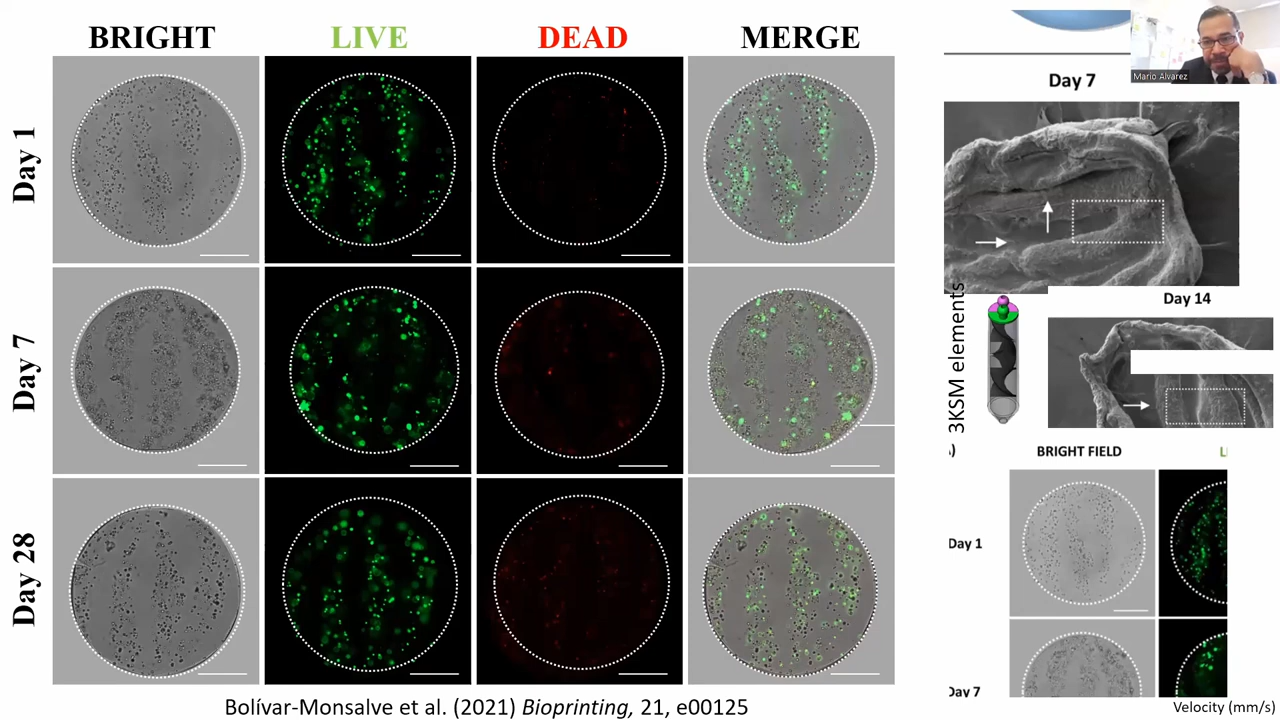 BRIGHT LIVE DEAD MERGE
Day 1
Day 7
Day 28
Bolívar-Monsalve et al. (2021) Bioprinting, 21, e00125
Mario Alvarez
Day 7
Day 14
3KSM elements
BRIGHT FIELD
Day 1
Day 7
Velocity (mm/s)